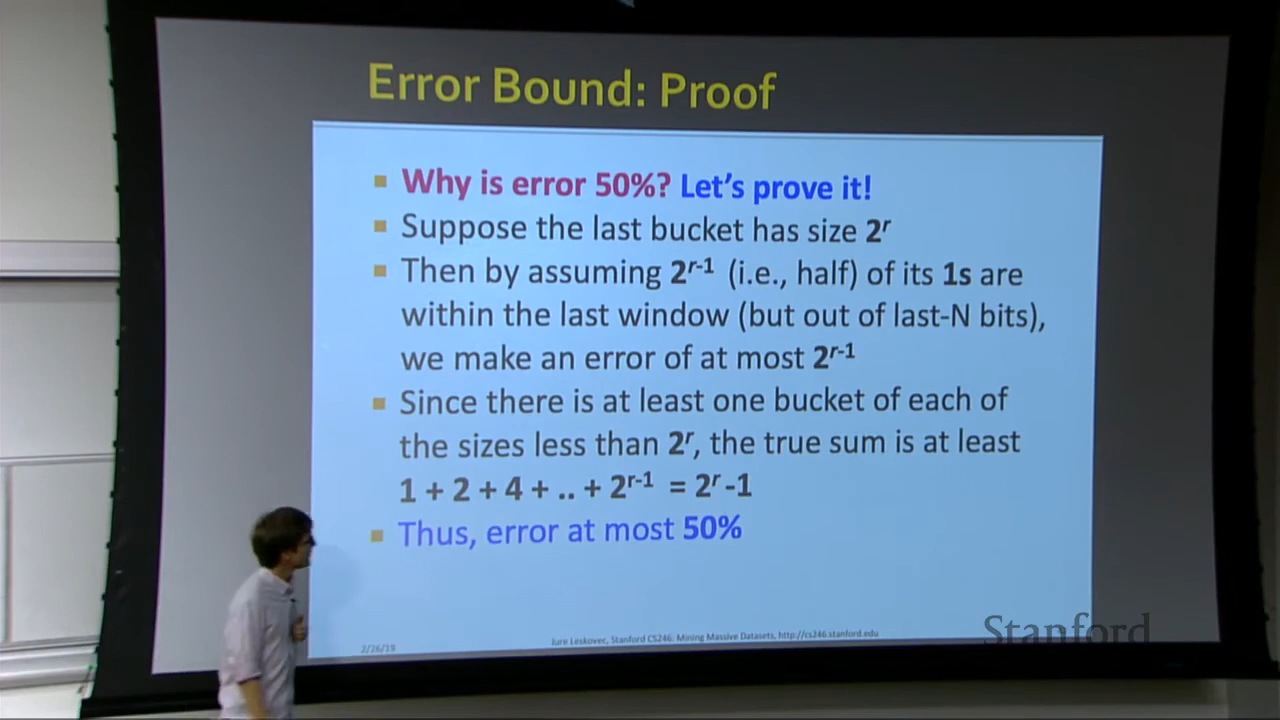 Error Bound: Proof
Why is error 50%? Let's prove it!
Suppose the last bucket has size 2ʳ
Then by assuming 2ʳ⁻¹ (i.e., half) of its 1s are
within the last window (but out of last-N bits),
we make an error of at most 2ʳ⁻¹
Since there is at least one bucket of each of
the sizes less than 2ʳ, the true sum is at least
1 + 2 + 4 + .. + 2ʳ⁻¹ = 2ʳ -1
Thus, error at most 50%
2/26/19
Jure Leskovec, Stanford CS246: Mining Massive Datasets, http://cs246.stanford.edu
Stanford